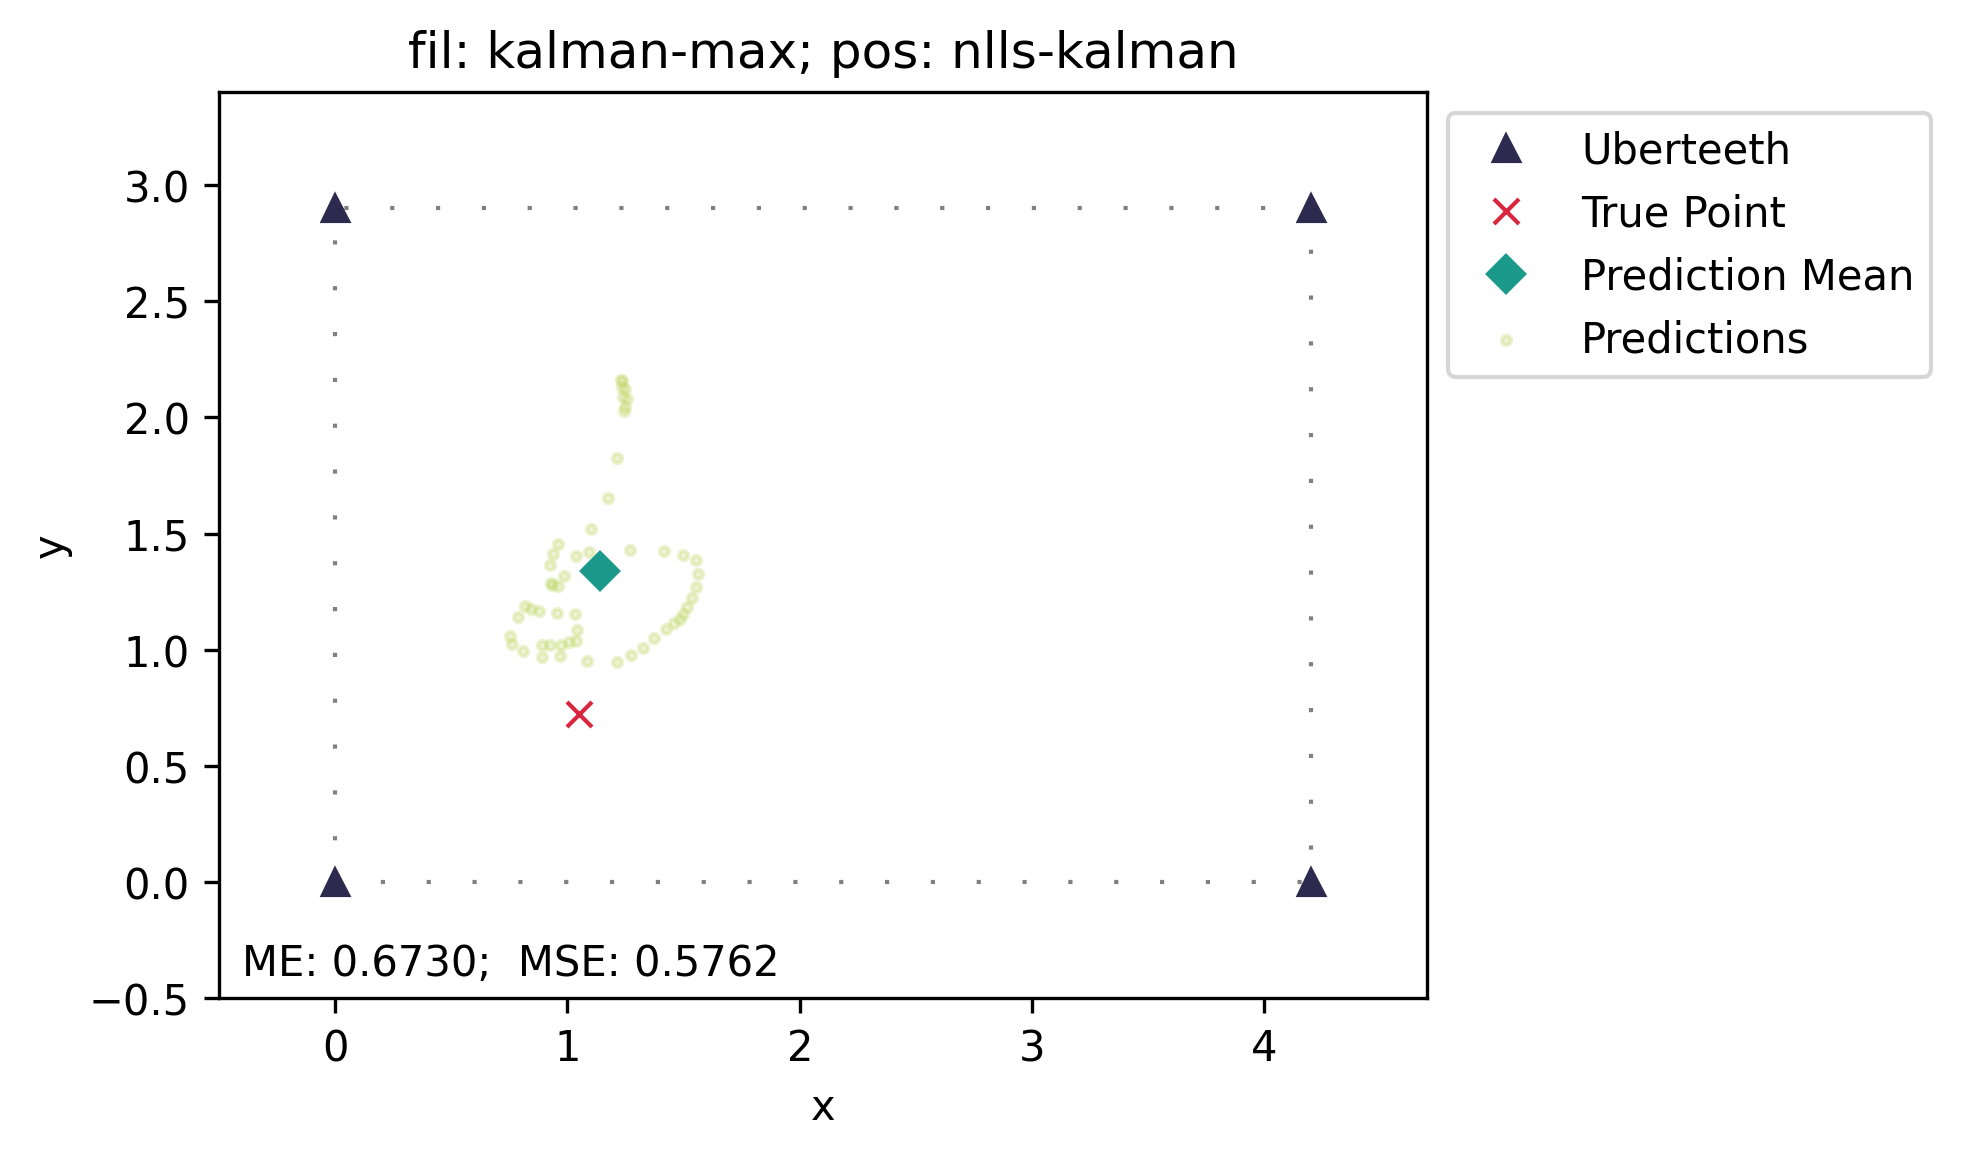 fil: kalman-max; pos: nlls-kalman
Uberteeth
True Point
Prediction Mean
Predictions
3.0
2.5
2.0
1.5
1.0
0.5
0.0
−0.5
y
ME: 0.6730;  MSE: 0.5762
0 1 2 3 4
x